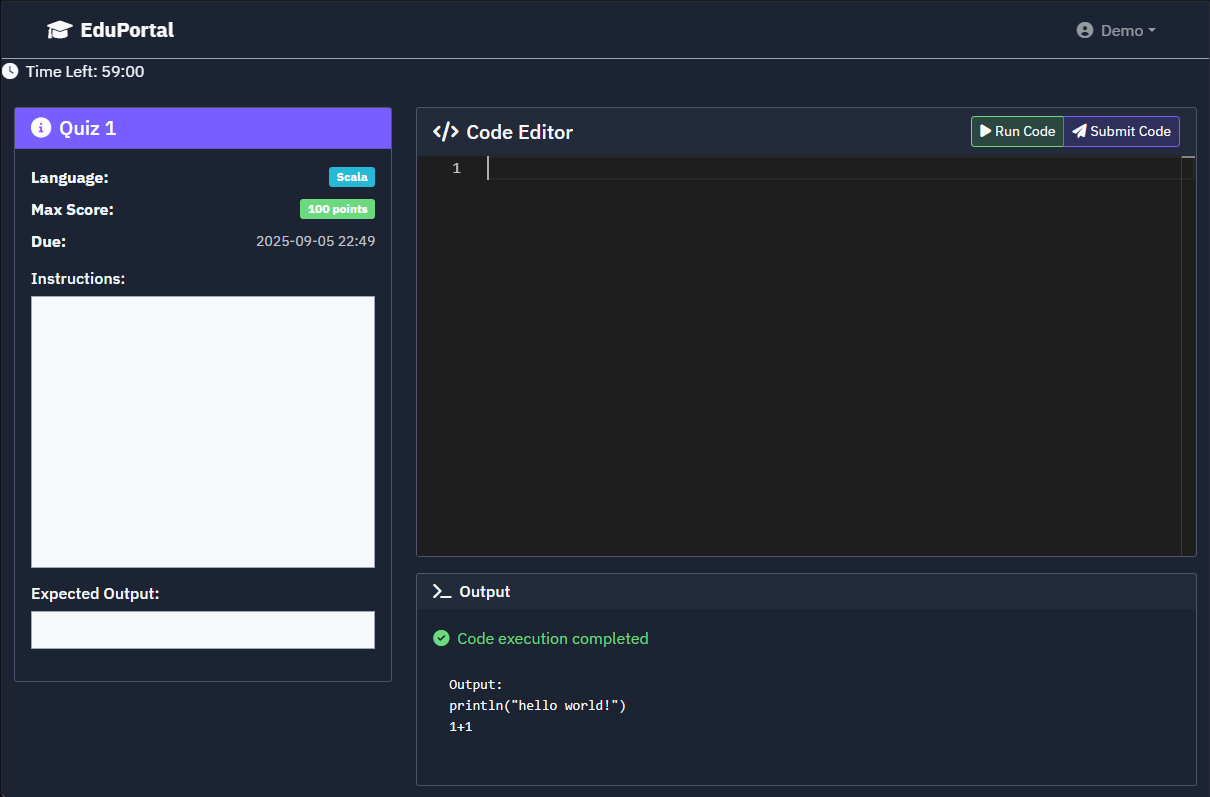 EduPortal
Demo
Time Left: 59:00
Quiz 1
Language:
Scala
Max Score:
100 points
Due:
2025-09-05 22:49
Instructions:
Expected Output:
</> Code Editor
Run Code
Submit Code
1
Output
Code execution completed
Output:
println("hello world!")
1+1